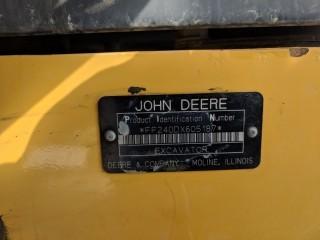 JOHN DEERE
Product Identification Number
*FF240DX605187*
EXCAVATOR
DEERE & COMPANY MOLINE, ILLINOIS